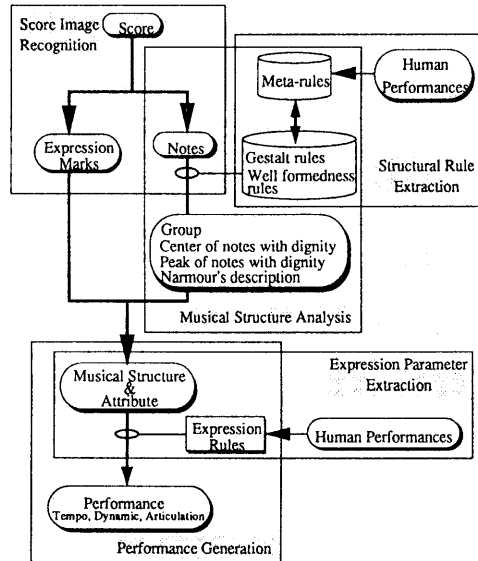 Score Image
Recognition
Score
Human
Performances
Meta-rules
Expression
Marks
Notes
Gestalt rules
Well formedness
rules
Structural Rule
Extraction
Group
Center of notes with dignity
Peak of notes with dignity
Narmour's description
Musical Structure Analysis
Expression Parameter
Extraction
Musical Structure
&
Attribute
Expression
Rules
Human Performances
Performance
Tempo, Dynamic, Articulation
Performance Generation